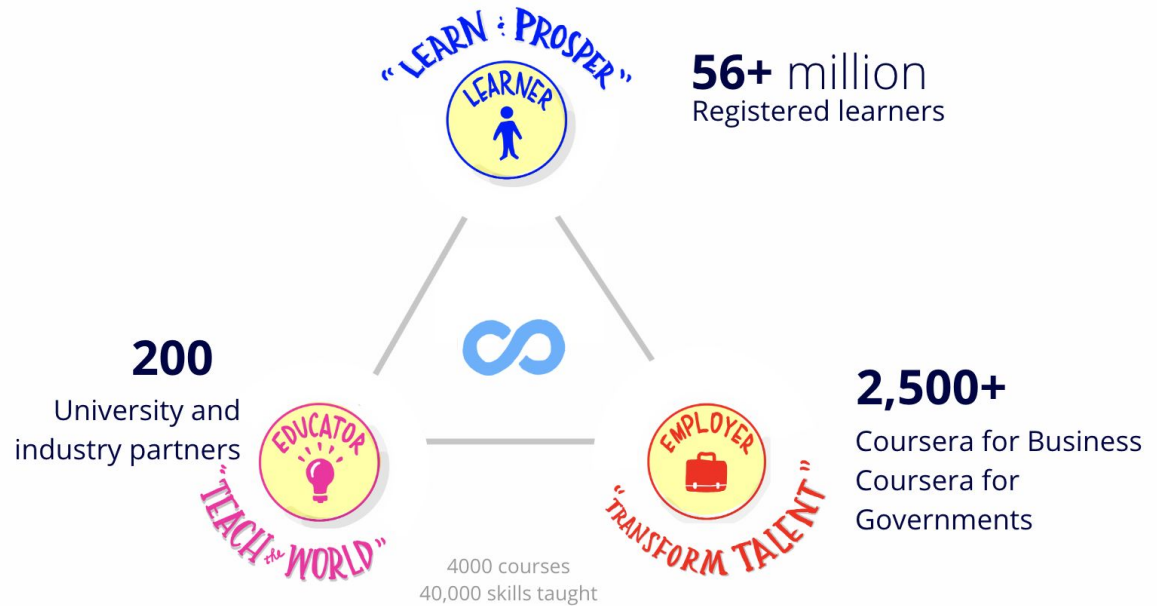 “LEARN : PROSPER”
LEARNER
56+ million
Registered learners
200
University and
industry partners
EDUCATOR
“TEACH the WORLD”
EMPLOYER
“TRANSFORM TALENT”
2,500+
Coursera for Business
Coursera for
Governments
4000 courses
40,000 skills taught